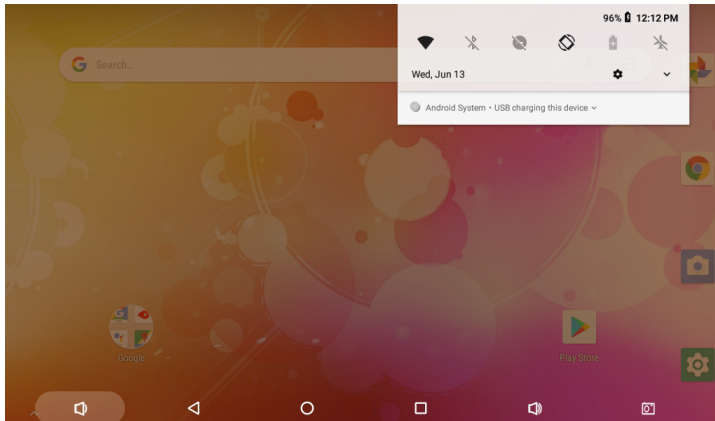 96% 12:12 PM
Search...
Wed, Jun 13
Android System • USB charging this device
Google
Play Store